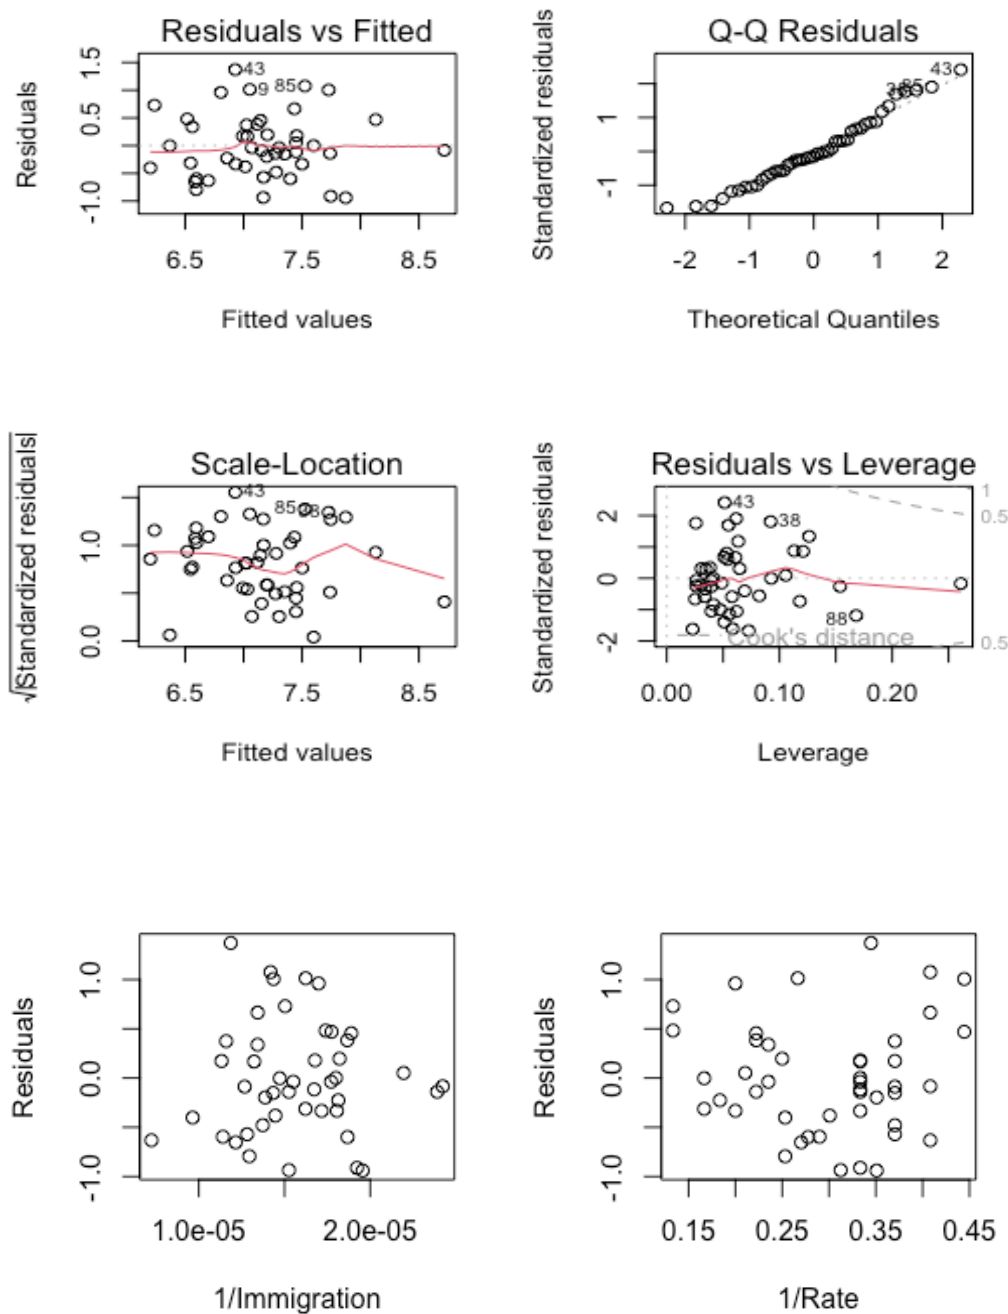 Residuals vs Fitted
Residuals
1.5
0.5
-1.0
43
9
85
6.5 7.5 8.5
Fitted values
Q-Q Residuals
Standardized residuals
1
-1
43
85
-2 -1 0 1 2
Theoretical Quantiles
Scale-Location
√|Standardized residuals|
1.0
0.0
43
85
6.5 7.5 8.5
Fitted values
Residuals vs Leverage
Standardized residuals
2
0
-2
43
38
88
Cook's distance
1
0.5
0.5
0.00 0.10 0.20
Leverage
Residuals
1.0
0.0
-1.0
1.0e-05 2.0e-05
1/Immigration
Residuals
1.0
0.0
-1.0
0.15 0.25 0.35 0.45
1/Rate